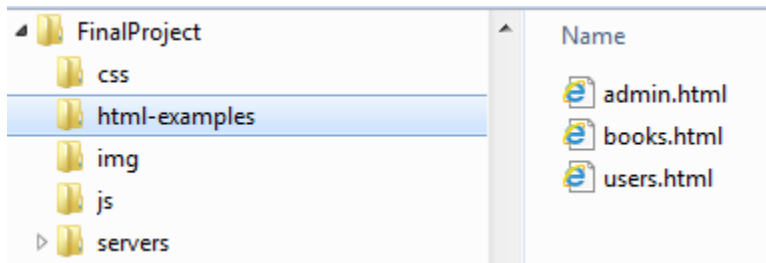 FinalProject
css
html-examples
img
js
servers
Name
admin.html
books.html
users.html